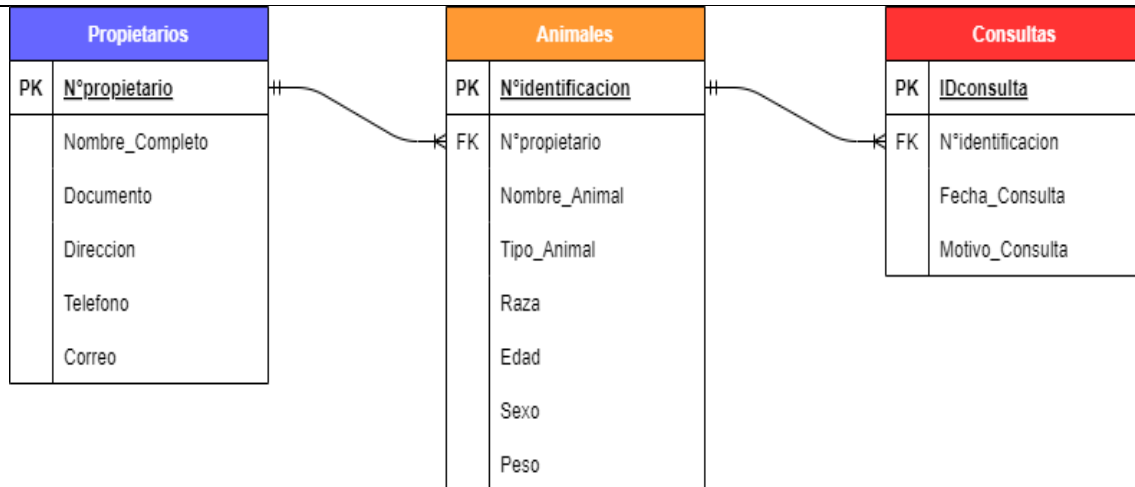 Propietarios
PK N°propietario
Nombre_Completo
Documento
Direccion
Telefono
Correo
Animales
PK N°identificacion
FK N°propietario
Nombre_Animal
Tipo_Animal
Raza
Edad
Sexo
Peso
Consultas
PK IDconsulta
FK N°identificacion
Fecha_Consulta
Motivo_Consulta